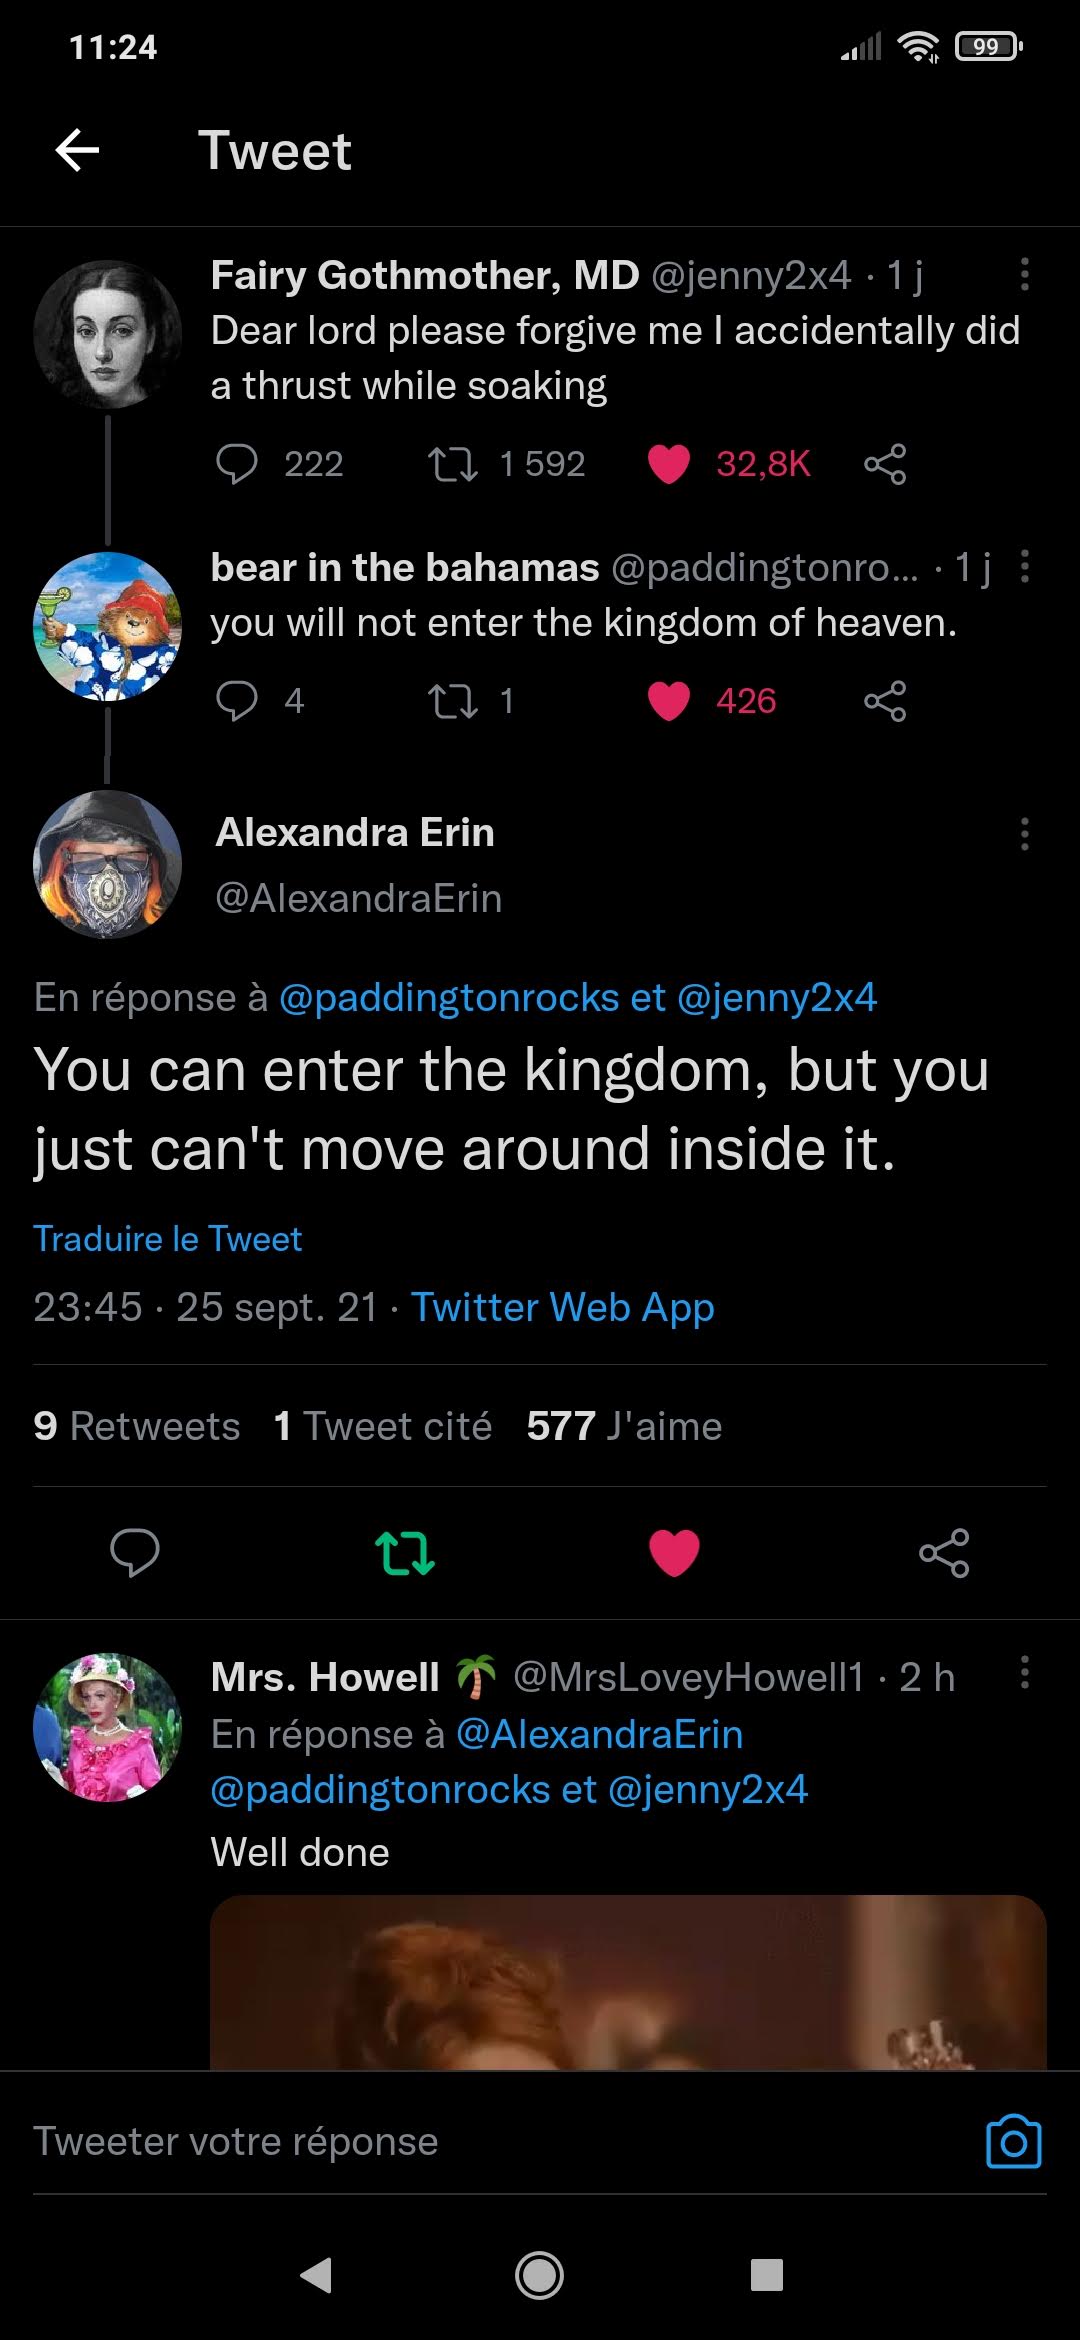 11:24
99
Tweet
Fairy Gothmother, MD @jenny2x4 · 1 j
Dear lord please forgive me I accidentally did
a thrust while soaking
222 1 592 32,8K
bear in the bahamas @paddingtonro... · 1 j
you will not enter the kingdom of heaven.
4 1 426
Alexandra Erin
@AlexandraErin
En réponse à @paddingtonrocks et @jenny2x4
You can enter the kingdom, but you
just can't move around inside it.
Traduire le Tweet
23:45 · 25 sept. 21 · Twitter Web App
9 Retweets 1 Tweet cité 577 J'aime
Mrs. Howell 🌴 @MrsLoveyHowell1 · 2 h
En réponse à @AlexandraErin
@paddingtonrocks et @jenny2x4
Well done
Tweeter votre réponse